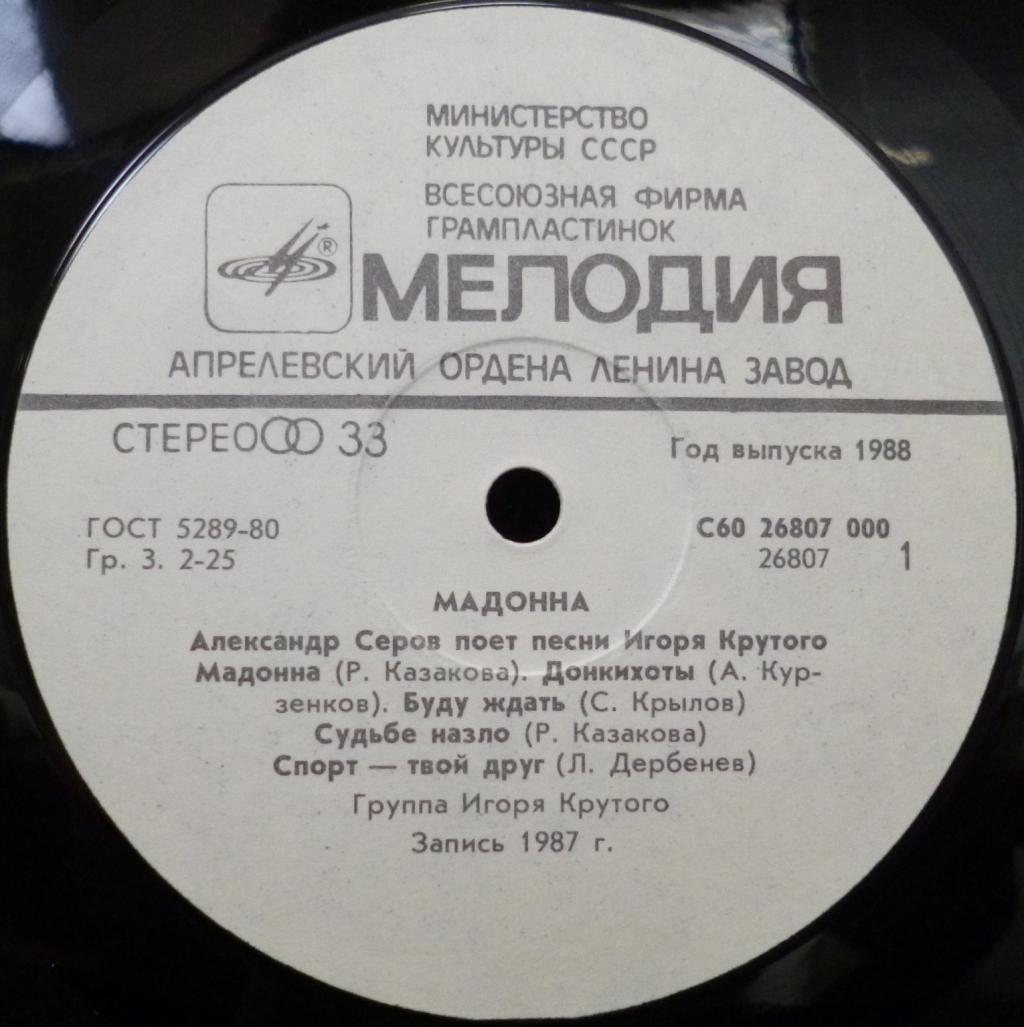 МИНИСТЕРСТВО
КУЛЬТУРЫ СССР
ВСЕСОЮЗНАЯ ФИРМА
ГРАМПЛАСТИНОК
®
МЕЛОДИЯ
АПРЕЛЕВСКИЙ ОРДЕНА ЛЕНИНА ЗАВОД
СТЕРЕО 33
Год выпуска 1988
ГОСТ 5289-80
Гр. 3. 2-25
С60 26807 000
26807 1
МАДОННА
Александр Серов поет песни Игоря Крутого
Мадонна (Р. Казакова). Донкихоты (А. Кур-
зенков). Буду ждать (С. Крылов)
Судьбе назло (Р. Казакова)
Спорт — твой друг (Л. Дербенев)
Группа Игоря Крутого
Запись 1987 г.